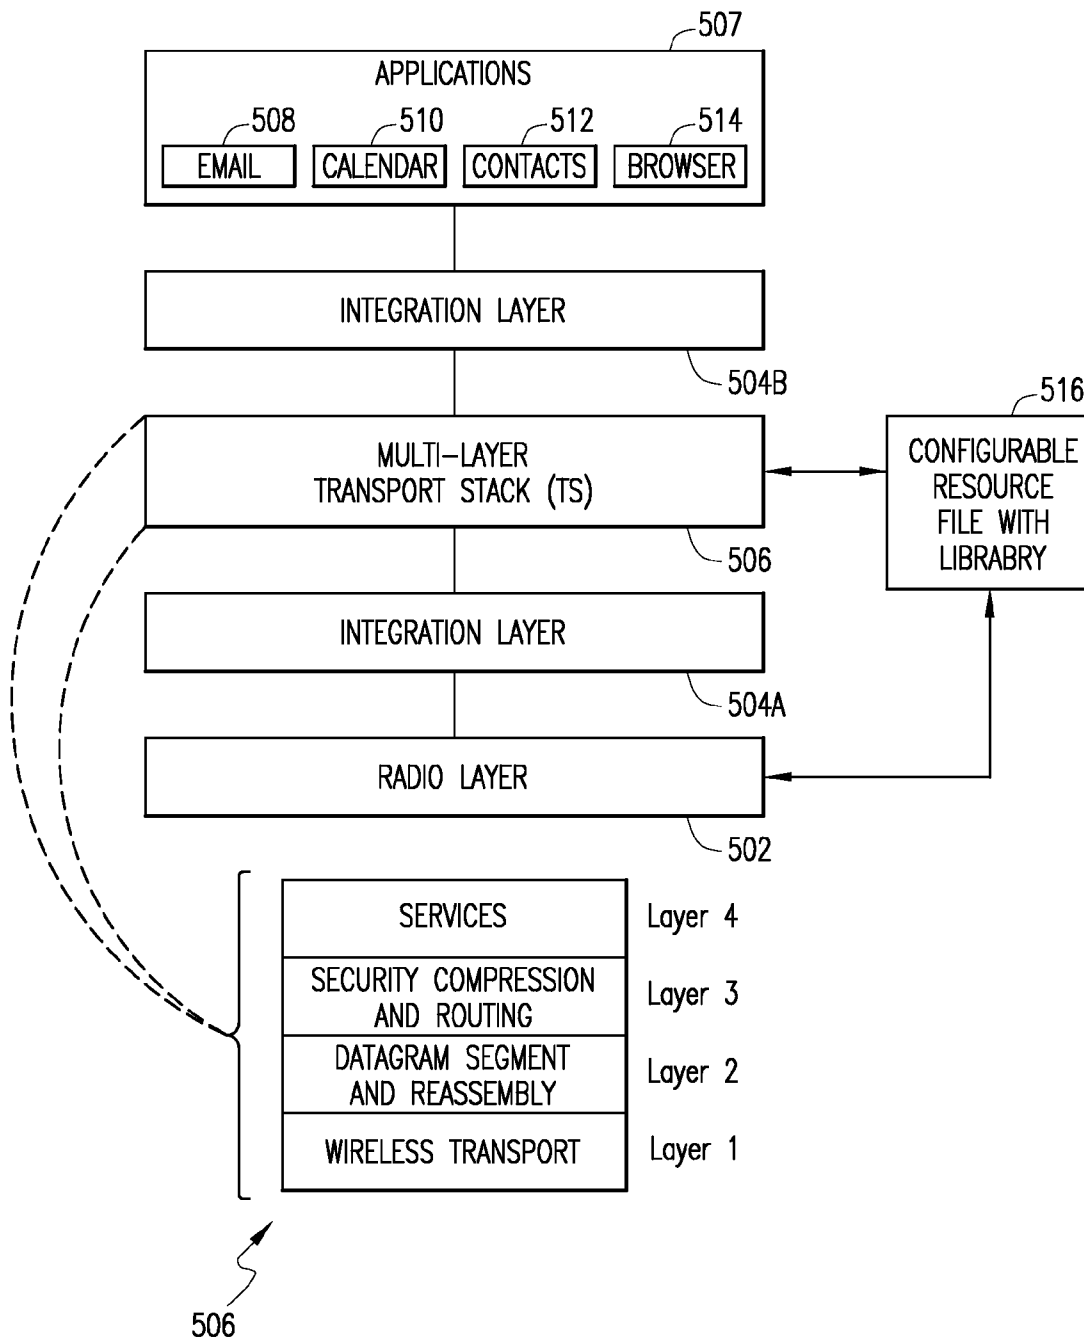 507
APPLICATIONS
508 510 512 514
EMAIL CALENDAR CONTACTS BROWSER
INTEGRATION LAYER
504B
516
MULTI-LAYER
TRANSPORT STACK (TS)
506
CONFIGURABLE
RESOURCE
FILE WITH
LIBRABRY
INTEGRATION LAYER
504A
RADIO LAYER
502
SERVICES Layer 4
SECURITY COMPRESSION
AND ROUTING
Layer 3
DATAGRAM SEGMENT
AND REASSEMBLY
Layer 2
WIRELESS TRANSPORT Layer 1
506